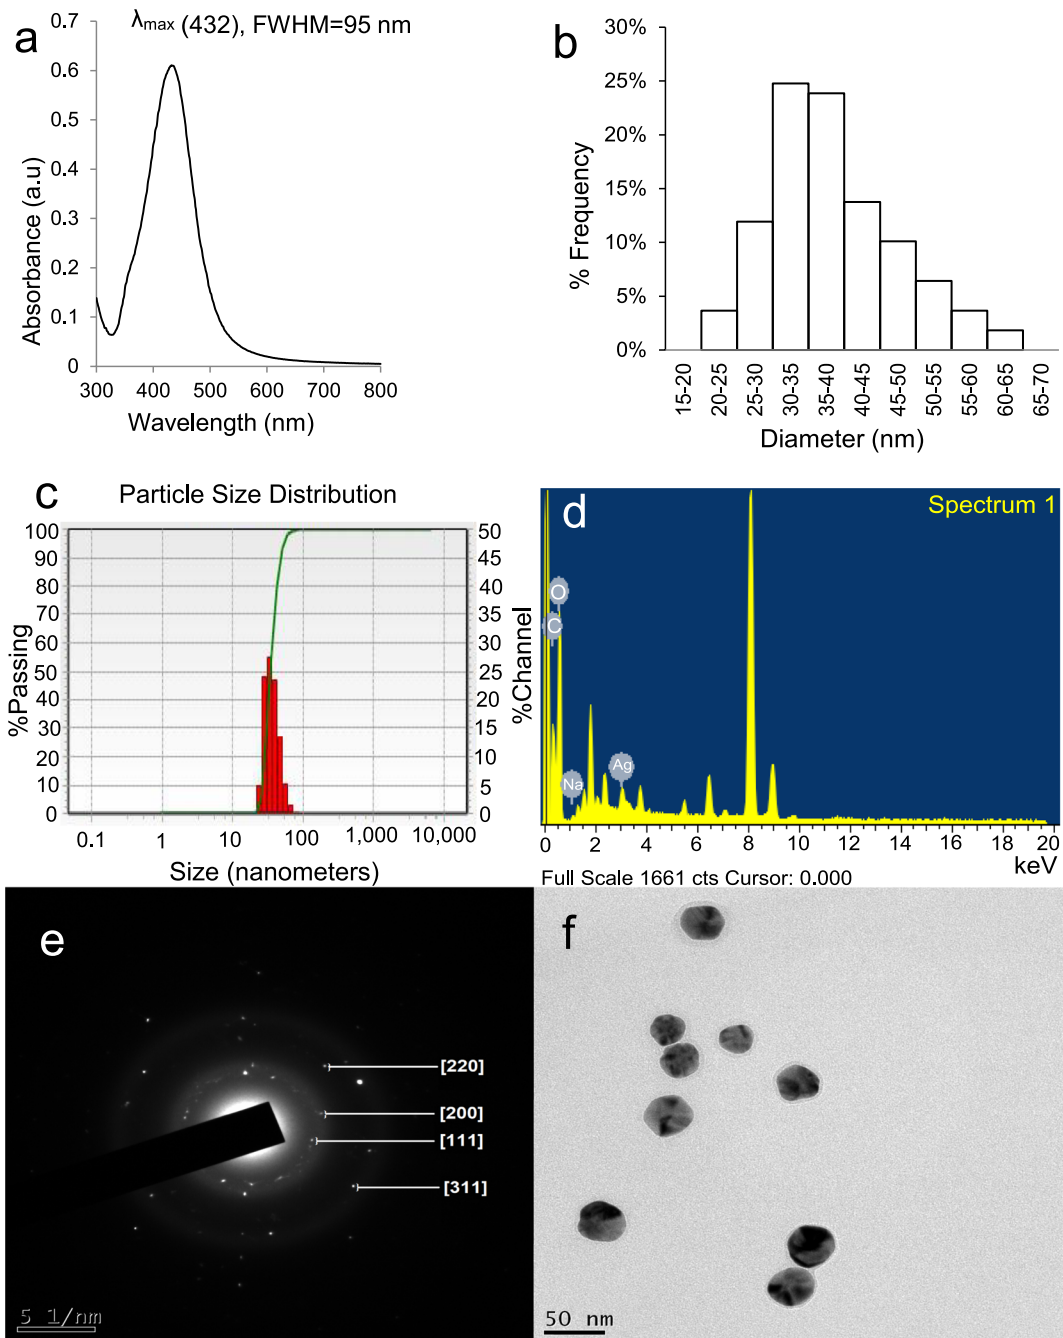 a
λmax (432), FWHM=95 nm
0.7
0.6
0.5
0.4
0.3
0.2
0.1
0
Absorbance (a.u)
300 400 500 600 700 800
Wavelength (nm)
b
30%
25%
20%
15%
10%
5%
0%
% Frequency
15-20 20-25 25-30 30-35 35-40 40-45 45-50 50-55 55-60 60-65 65-70
Diameter (nm)
c
Particle Size Distribution
100
90
80
70
60
50
40
30
20
10
0
%Passing
50
45
40
35
30
25
20
15
10
5
0
%Channel
0.1 1 10 100 1,000 10,000
Size (nanometers)
d
Spectrum 1
O
C
Na
Ag
0 2 4 6 8 10 12 14 16 18 20
keV
Full Scale 1661 cts Cursor: 0.000
e
[220]
[200]
[111]
[311]
5 1/nm
f
50 nm